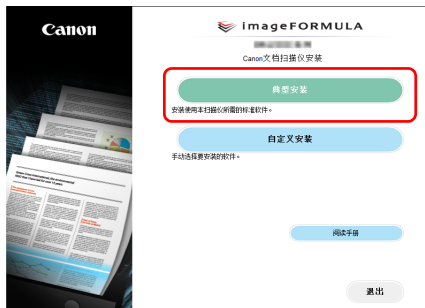 Canon
imageFORMULA
Canon文档扫描仪安装
典型安装
安装使用本扫描仪所需的标准软件。
自定义安装
手动选择要安装的软件。
阅读手册
退出